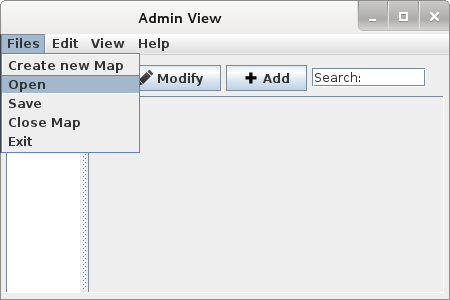 Admin View
Files Edit View Help
Create new Map
Open
Save
Close Map
Exit
Modify
Add
Search: